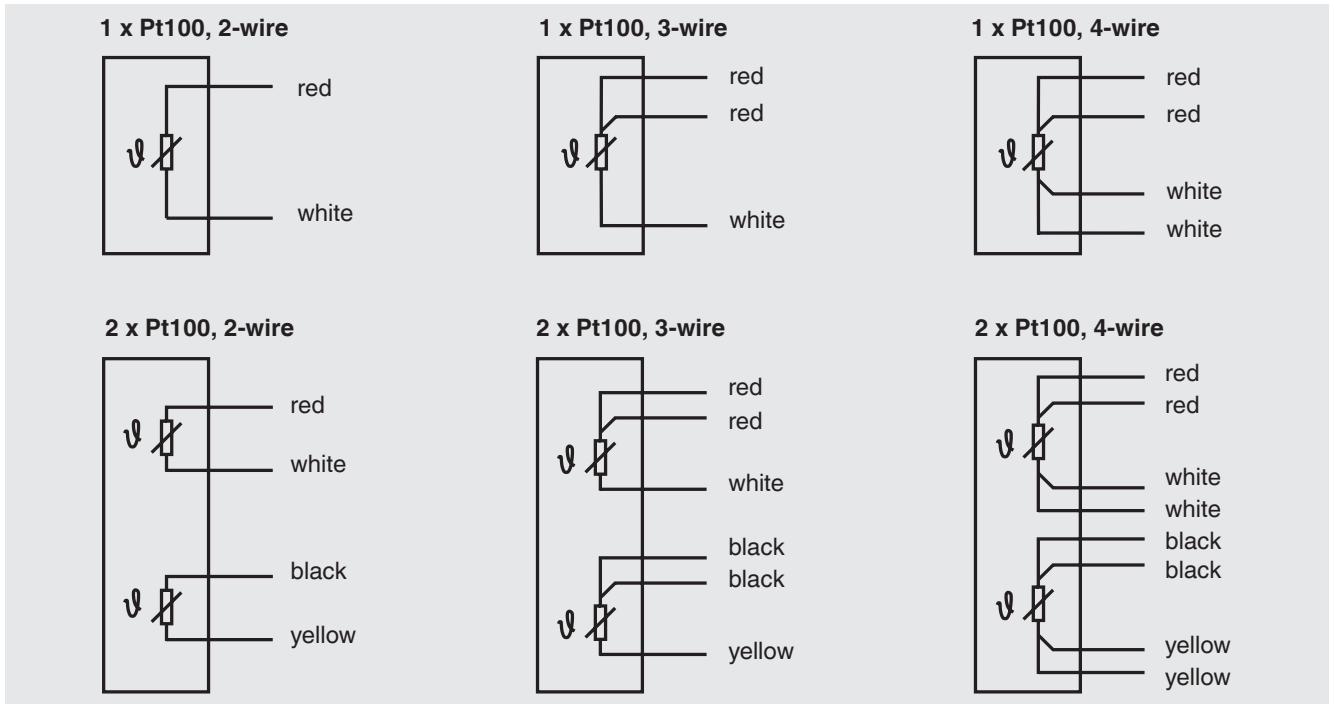 1 x Pt100, 2-wire
red
ϑ
white
1 x Pt100, 3-wire
red
red
ϑ
white
1 x Pt100, 4-wire
red
red
ϑ
white
white
2 x Pt100, 2-wire
red
ϑ
white
black
ϑ
yellow
2 x Pt100, 3-wire
red
red
ϑ
white
black
black
ϑ
yellow
2 x Pt100, 4-wire
red
red
ϑ
white
white
black
black
ϑ
yellow
yellow